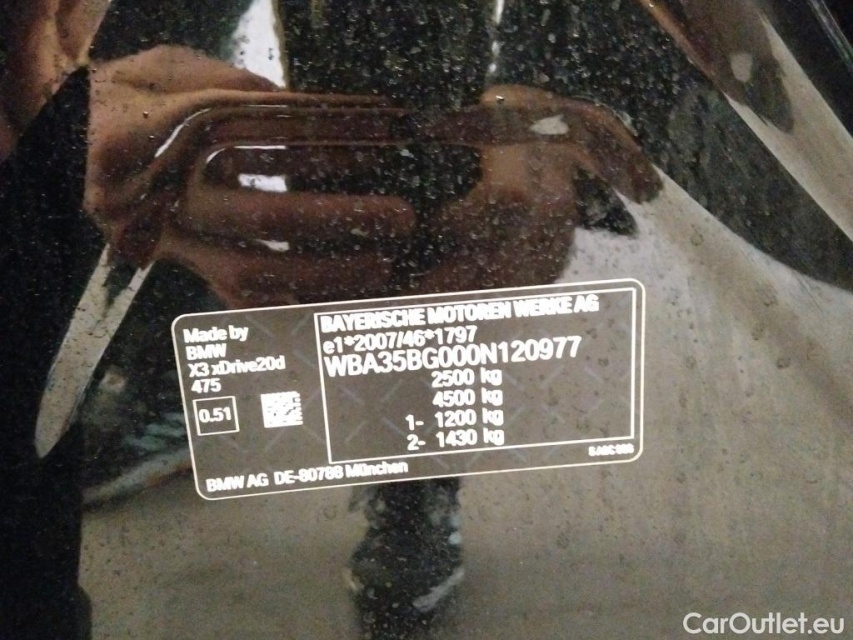 Made by
BMW
X3 xDrive20d
475
0.51
BAYERISCHE MOTOREN WERKE AG
e1*2007/46*1797
WBA35BG000N120977
2500 kg
4500 kg
1- 1200 kg
2- 1430 kg
BMW AG DE-80788 München
CarOutlet.eu